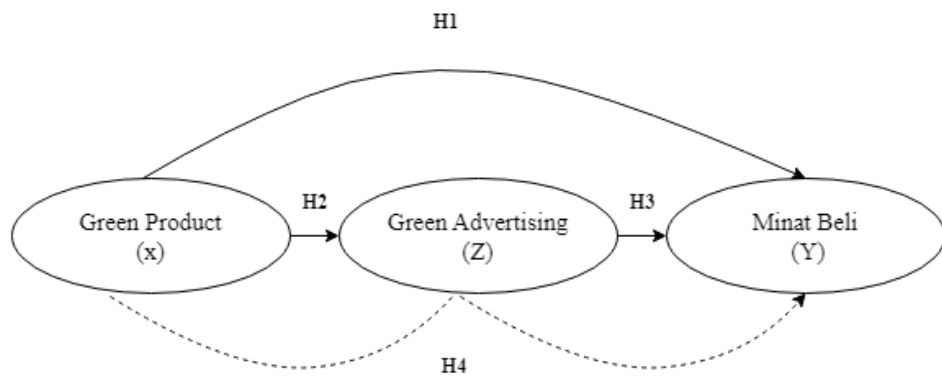 H1
Green Product
(x)
H2
Green Advertising
(Z)
H3
Minat Beli
(Y)
H4